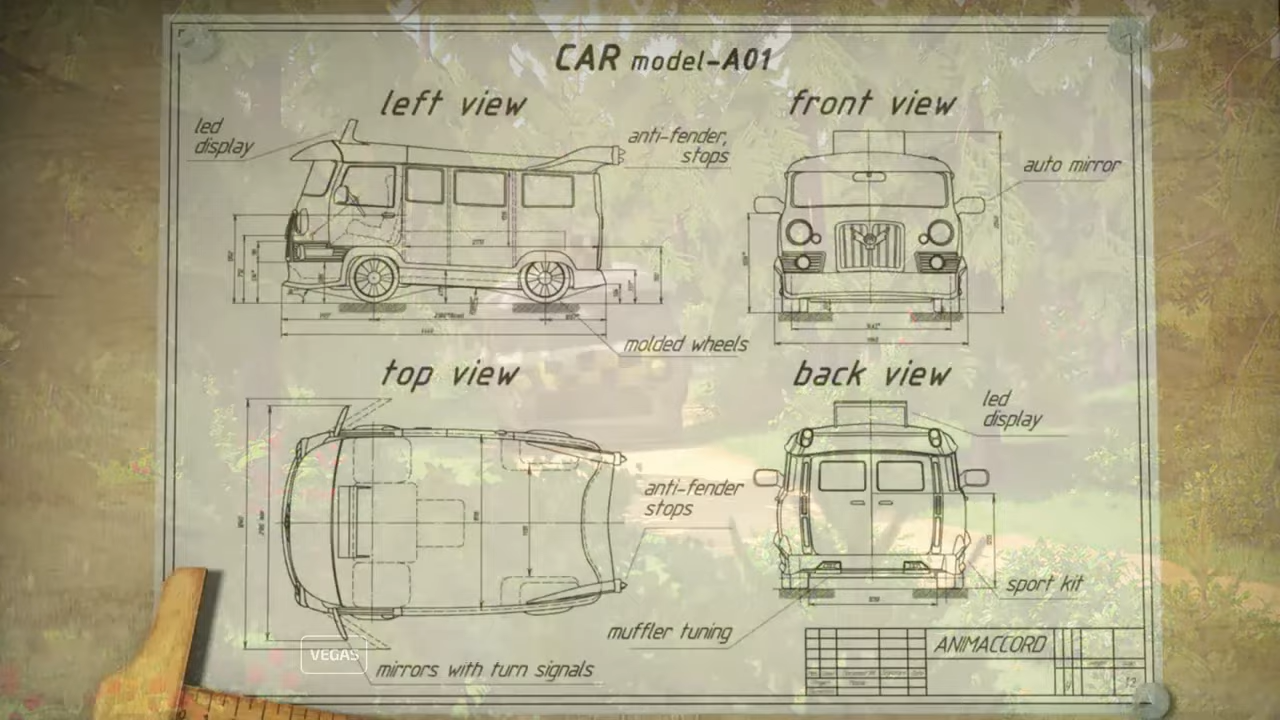 CAR model-A01
left view
front view
led
display
anti-fender,
stops
auto mirror
molded wheels
top view
back view
led
display
anti-fender
stops
sport kit
muffler tuning
ANIMACCORD
VEGAS
mirrors with turn signals